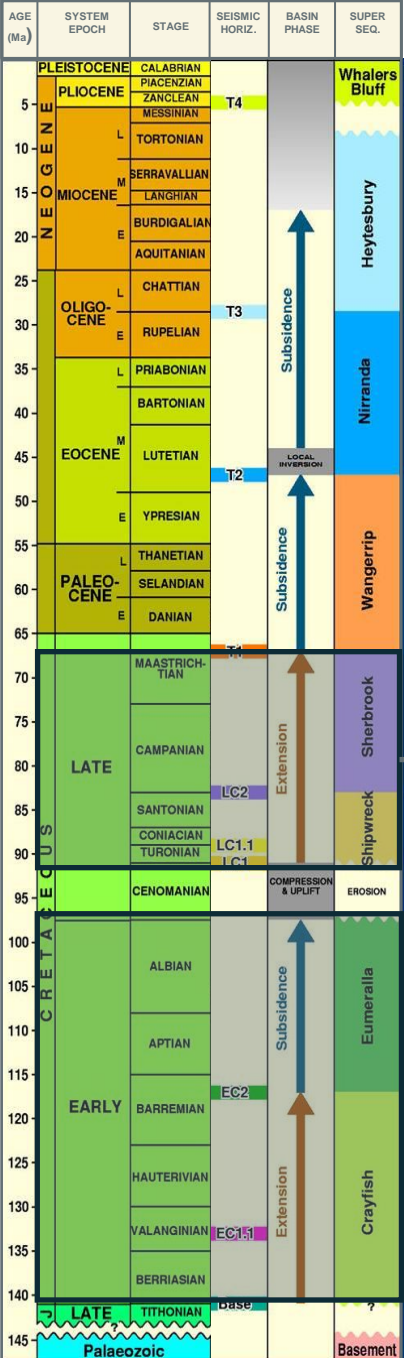 AGE (Ma)
SYSTEM EPOCH
STAGE
SEISMIC HORIZ.
BASIN PHASE
SUPER SEQ.
PLEISTOCENE
CALABRIAN
PLIOCENE
PIACENZIAN
ZANCLEAN
T4
Whalers
Bluff
5
NEOGENE
MIOCENE
L
M
E
MESSINIAN
TORTONIAN
SERRAVALLIAN
LANGHIAN
BURDIGALIAN
AQUITANIAN
10
15
20
Heytesbury
25
OLIGO-
CENE
L
E
CHATTIAN
RUPELIAN
T3
Subsidence
30
35
EOCENE
L
M
E
PRIABONIAN
BARTONIAN
LUTETIAN
YPRESIAN
Nirranda
40
45
LOCAL
INVERSION
T2
50
55
PALEO-
CENE
L
E
THANETIAN
SELANDIAN
DANIAN
Subsidence
Wangerrip
60
65
T1
CRETACEOUS
LATE
MAASTRICH-
TIAN
CAMPANIAN
SANTONIAN
CONIACIAN
TURONIAN
CENOMANIAN
70
75
80
85
90
95
LC2
LC1.1
LC1
Extension
Sherbrook
Shipwreck
COMPRESSION
& UPLIFT
EROSION
EARLY
ALBIAN
APTIAN
BARREMIAN
HAUTERIVIAN
VALANGINIAN
BERRIASIAN
100
105
110
115
120
125
130
135
140
EC2
EC1.1
Base
Subsidence
Extension
Eumeralla
Crayfish
J
LATE
TITHONIAN
?
?
145
Palaeozoic
Basement